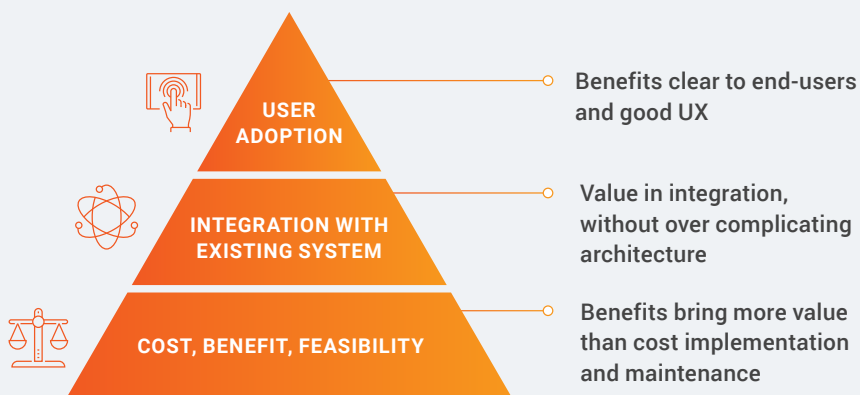 USER
ADOPTION
Benefits clear to end-users
and good UX
INTEGRATION WITH
EXISTING SYSTEM
Value in integration,
without over complicating
architecture
COST, BENEFIT, FEASIBILITY
Benefits bring more value
than cost implementation
and maintenance